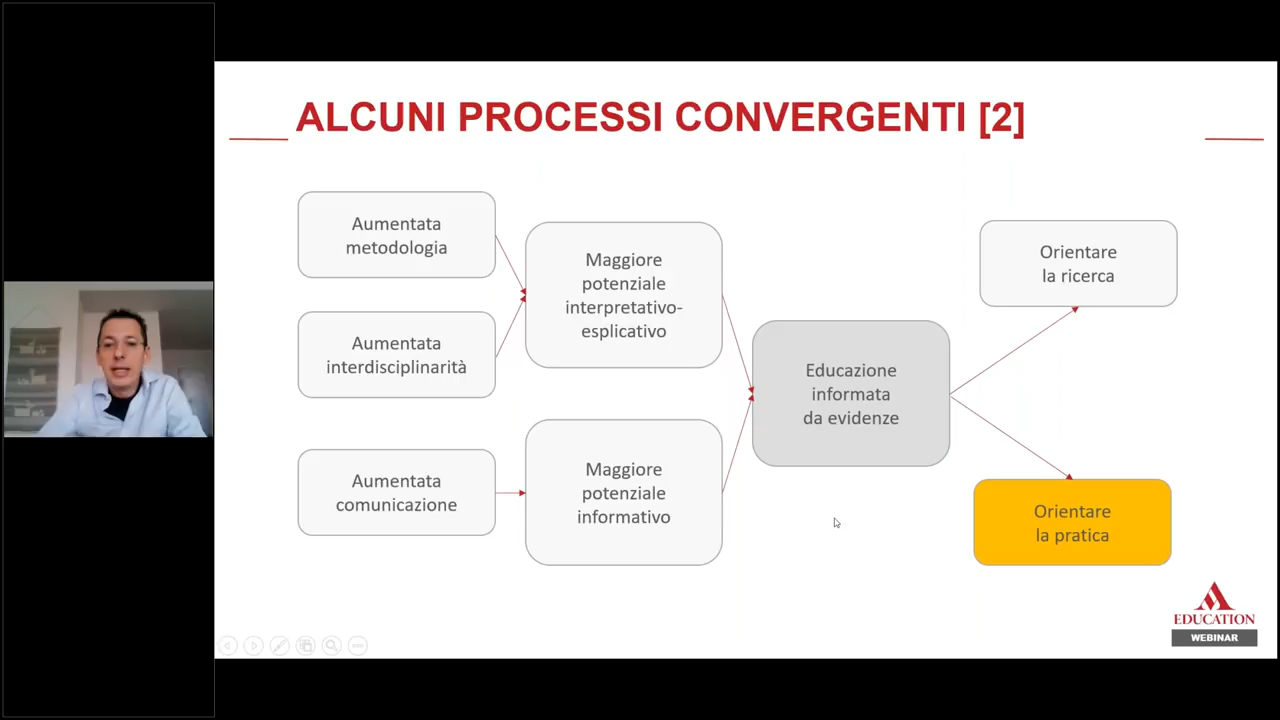 ALCUNI PROCESSI CONVERGENTI [2]
Aumentata
metodologia
Aumentata
interdisciplinarità
Aumentata
comunicazione
Maggiore
potenziale
interpretativo-
esplicativo
Maggiore
potenziale
informativo
Educazione
informata
da evidenze
Orientare
la ricerca
Orientare
la pratica
EDUCATION
WEBINAR